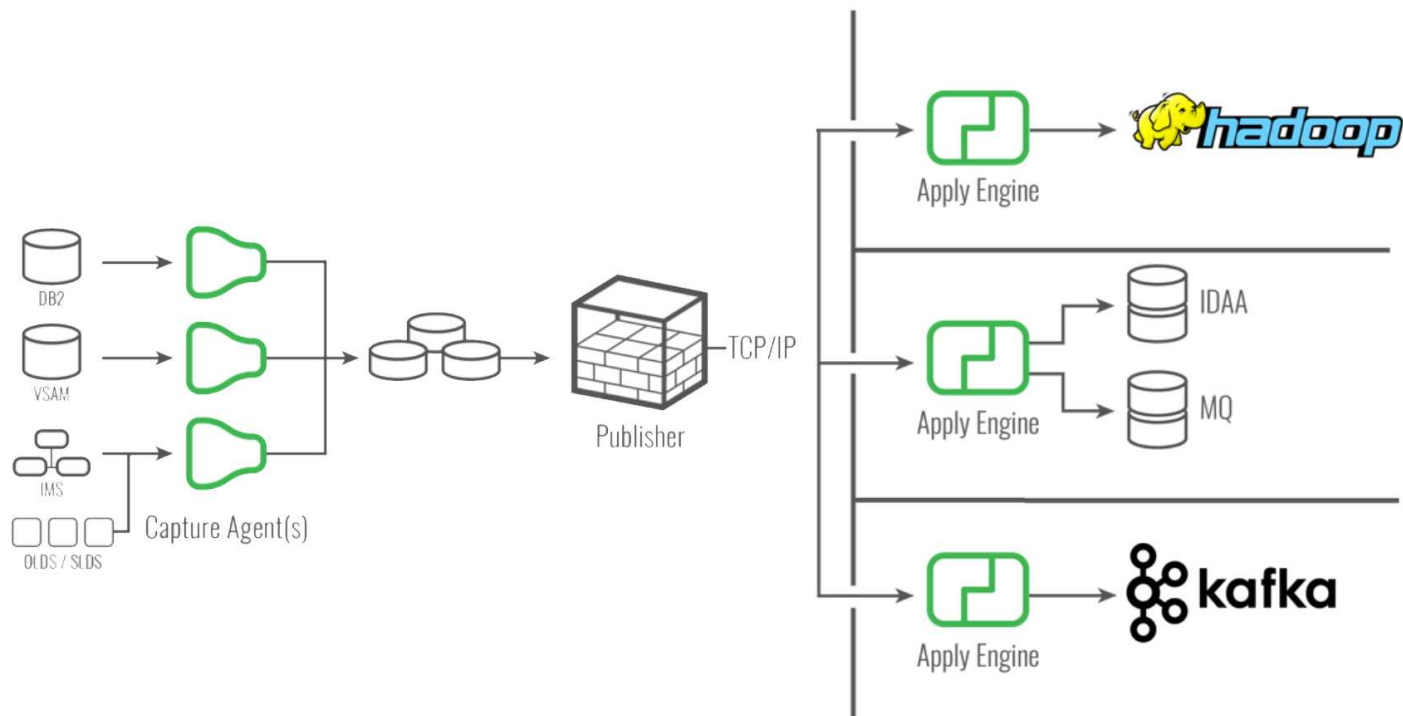 hadoop
Apply Engine
DB2
VSAM
IMS
OLDS / SLDS
Capture Agent(s)
Publisher
TCP/IP
IDAA
MQ
Apply Engine
kafka
Apply Engine